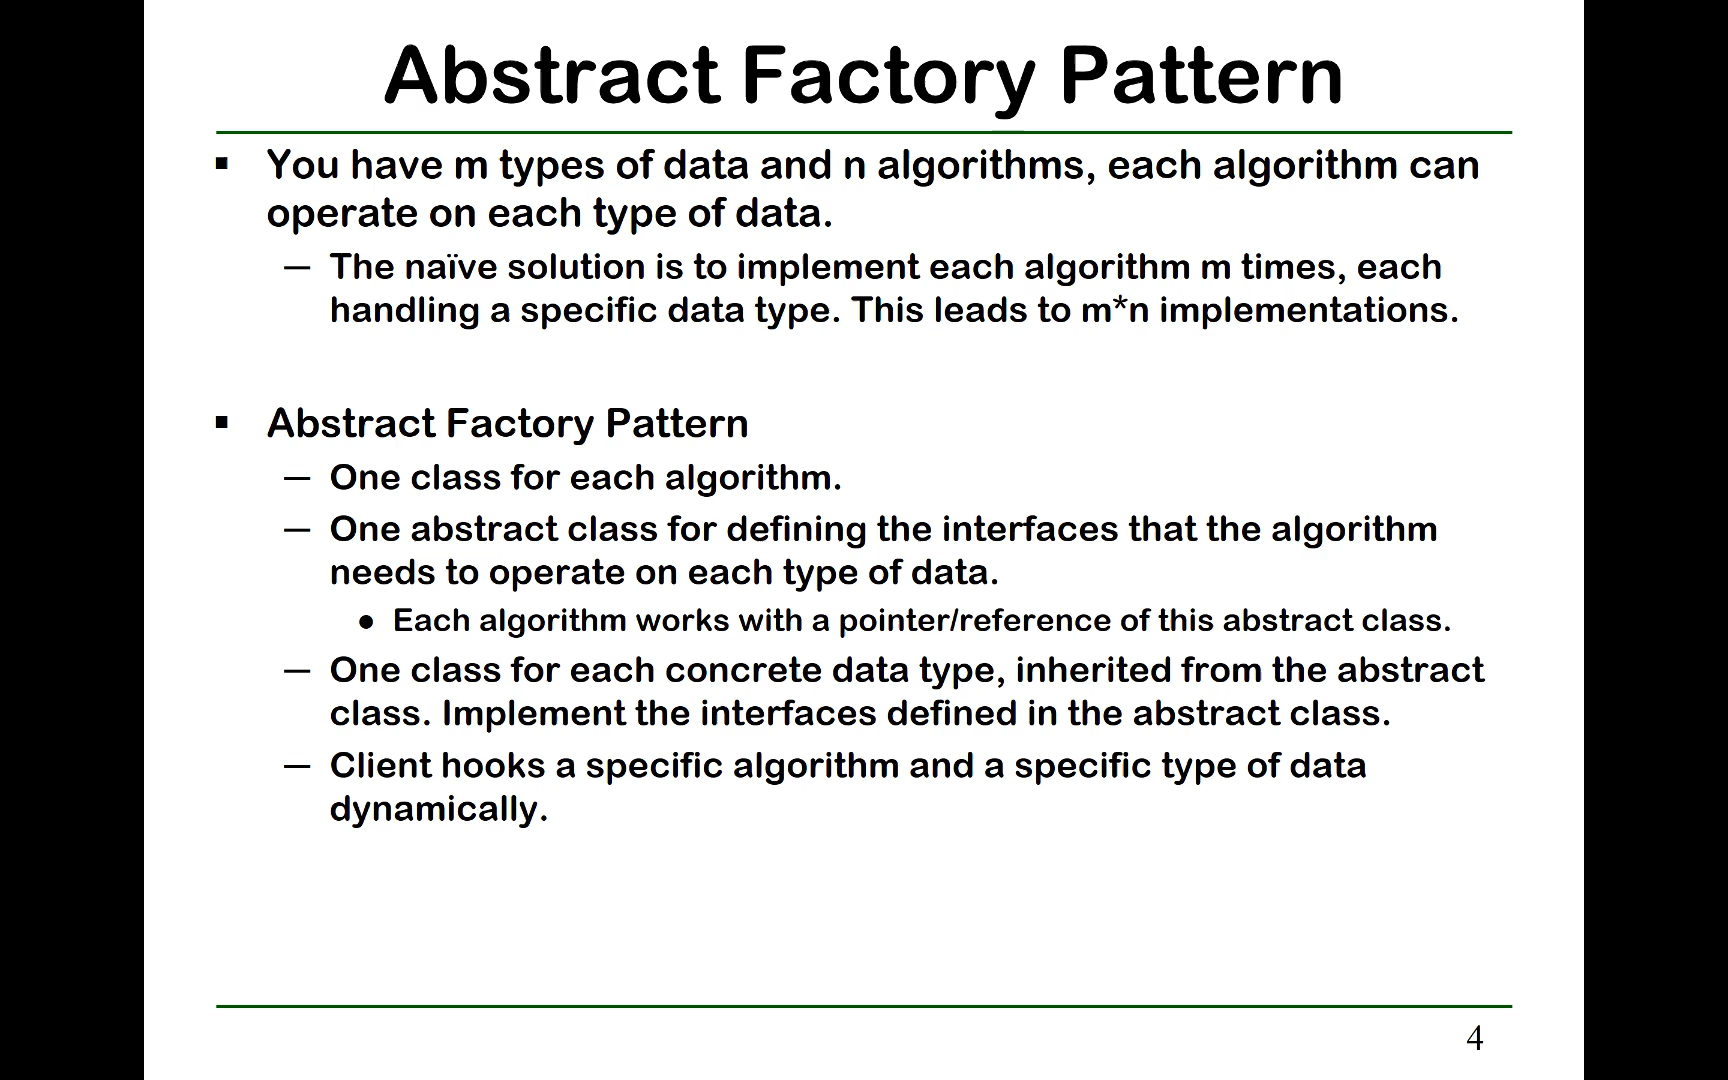 Abstract Factory Pattern
▪ You have m types of data and n algorithms, each algorithm can
operate on each type of data.
— The naïve solution is to implement each algorithm m times, each
handling a specific data type. This leads to m*n implementations.
▪ Abstract Factory Pattern
— One class for each algorithm.
— One abstract class for defining the interfaces that the algorithm
needs to operate on each type of data.
● Each algorithm works with a pointer/reference of this abstract class.
— One class for each concrete data type, inherited from the abstract
class. Implement the interfaces defined in the abstract class.
— Client hooks a specific algorithm and a specific type of data
dynamically.
4